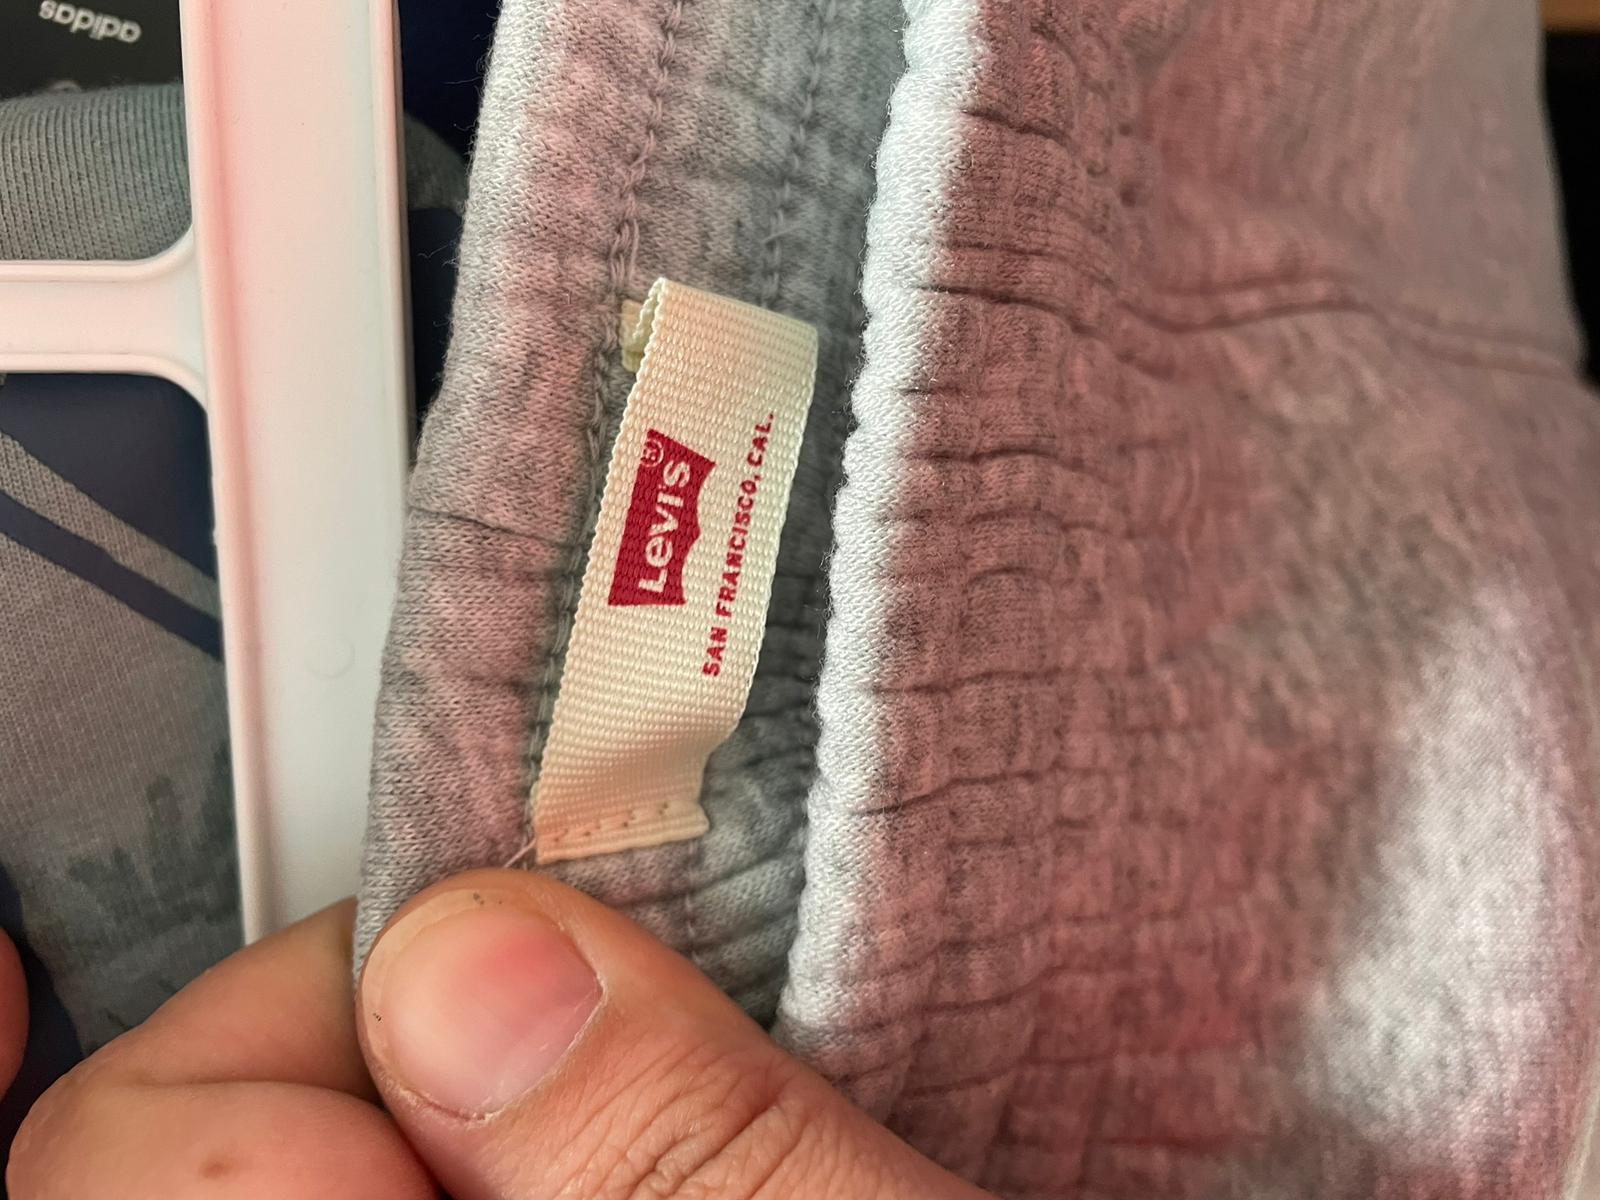 adidas
LEVI'S®
SAN FRANCISCO, CAL.